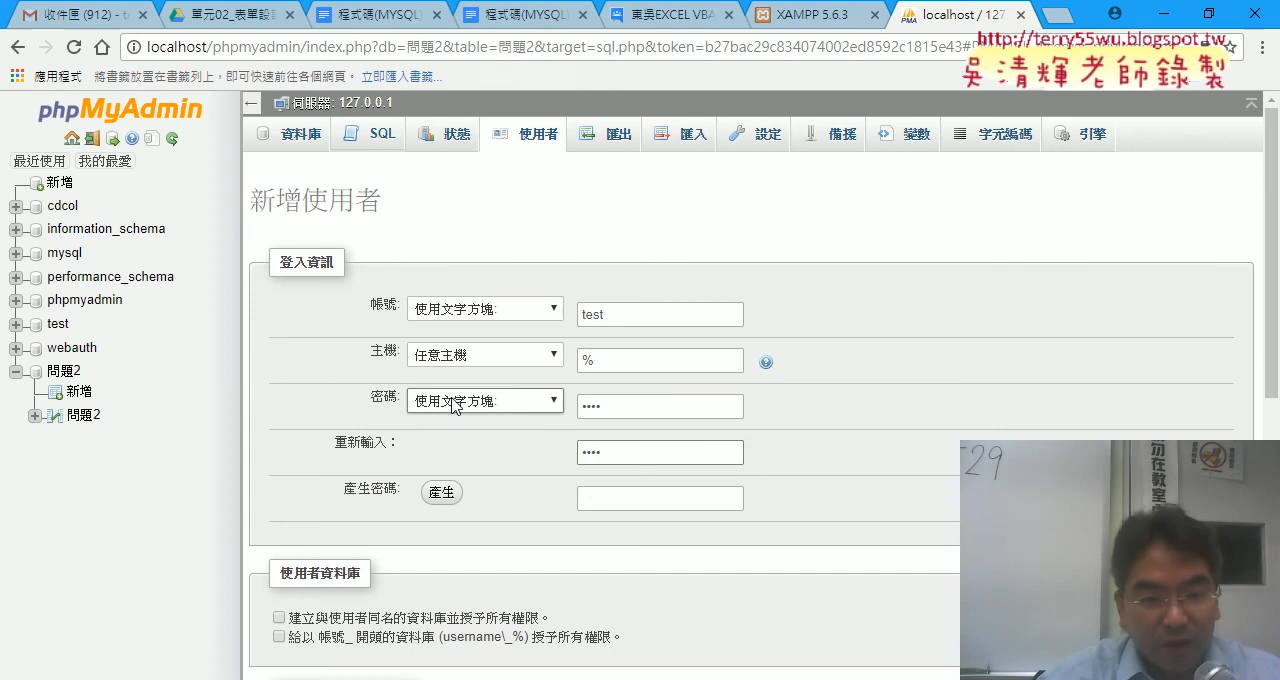 收件匣 (912) - te
單元02_表單設計
程式碼(MYSQL)
程式碼(MYSQL)
東吳EXCEL VBA
XAMPP 5.6.3
localhost / 127
localhost/phpmyadmin/index.php?db=問題2&table=問題2&target=sql.php&token=b27bac29c834074002ed8592c1815e43#P
http://terry55wu.blogspot.tw
吳清輝老師錄製
應用程式 將書籤放置在書籤列上，即可快速前往各個網頁。 立即匯入書籤...
phpMyAdmin
最近使用 我的最愛
新增
cdcol
information_schema
mysql
performance_schema
phpmyadmin
test
webauth
問題2
新增
問題2
伺服器: 127.0.0.1
資料庫 SQL 狀態 使用者 匯出 匯入 設定 備援 變數 字元編碼 引擎
新增使用者
登入資訊
帳號: 使用文字方塊: test
主機: 任意主機 %
密碼: 使用文字方塊: ••••
重新輸入： ••••
產生密碼: 產生
使用者資料庫
建立與使用者同名的資料庫並授予所有權限。
給以 帳號_ 開頭的資料庫 (username\_%) 授予所有權限。
29
勿在教室